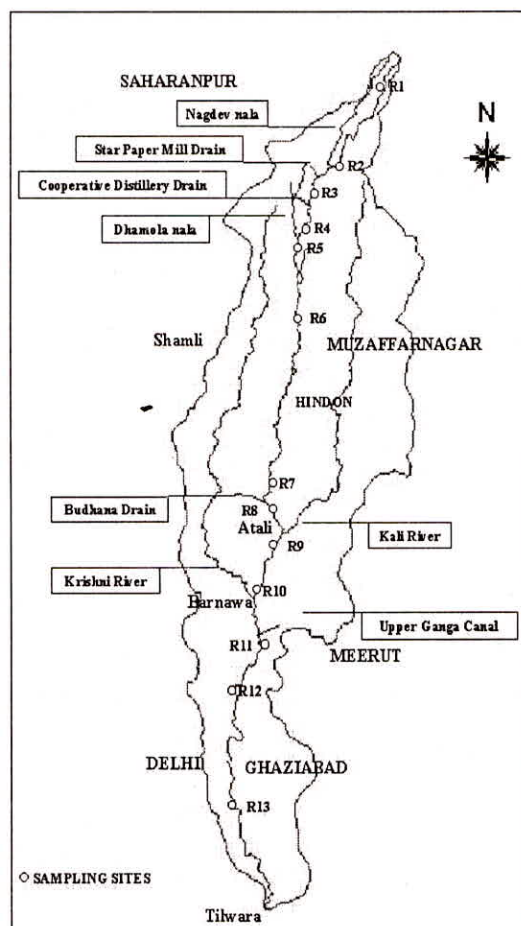 SAHARANPUR
R1
Nagdev nala
N
Star Paper Mill Drain
R2
Cooperative Distillery Drain
R3
Dhamola nala
R4
R5
R6
Shamli
MUZAFFARNAGAR
HINDON
R7
Budhana Drain
R8
Atali
Kali River
R9
Krishni River
R10
Barnawa
Upper Ganga Canal
R11
MEERUT
R12
DELHI
GHAZIABAD
R13
SAMPLING SITES
Tilwara